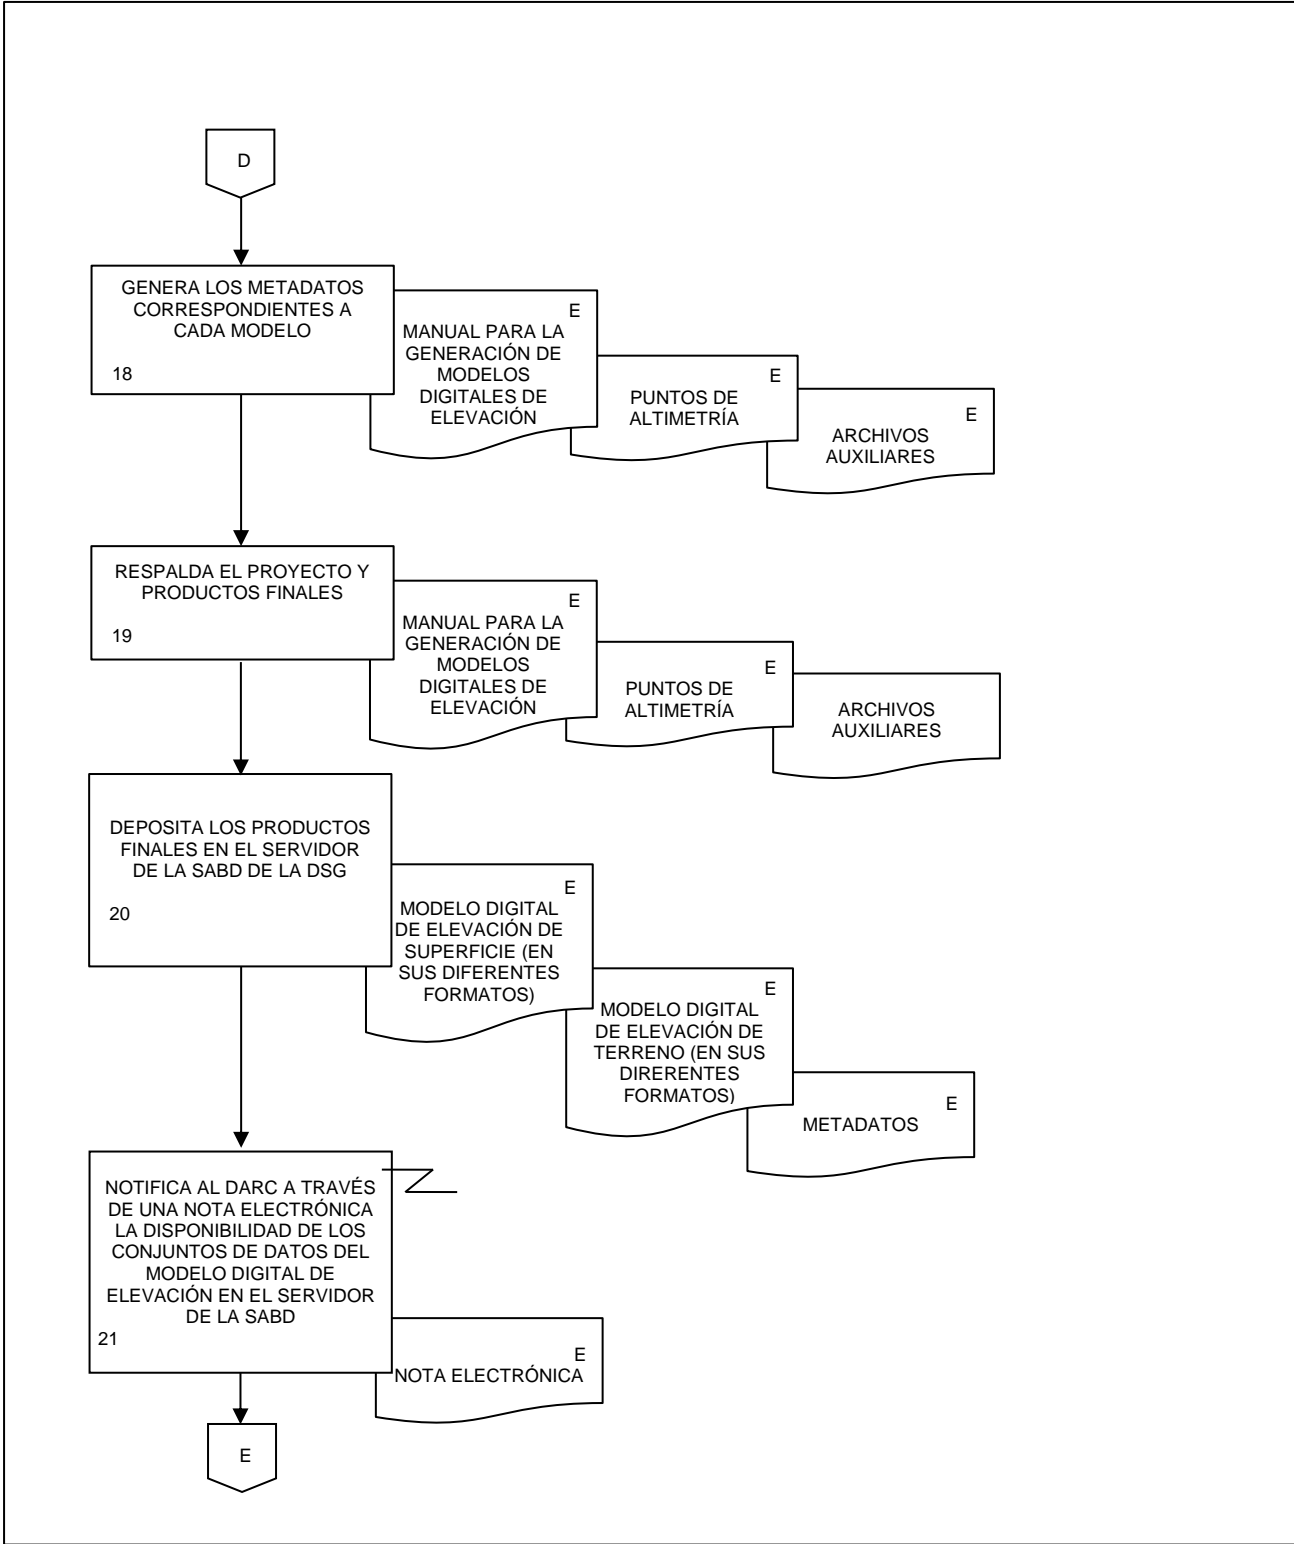 D
GENERA LOS METADATOS
CORRESPONDIENTES A
CADA MODELO
18
E
MANUAL PARA LA
GENERACIÓN DE
MODELOS
DIGITALES DE
ELEVACIÓN
E
PUNTOS DE
ALTIMETRÍA
E
ARCHIVOS
AUXILIARES
RESPALDA EL PROYECTO Y
PRODUCTOS FINALES
19
E
MANUAL PARA LA
GENERACIÓN DE
MODELOS
DIGITALES DE
ELEVACIÓN
E
PUNTOS DE
ALTIMETRÍA
ARCHIVOS
AUXILIARES
DEPOSITA LOS PRODUCTOS
FINALES EN EL SERVIDOR
DE LA SABD DE LA DSG
20
E
MODELO DIGITAL
DE ELEVACIÓN DE
SUPERFICIE (EN
SUS DIFERENTES
FORMATOS)
E
MODELO DIGITAL
DE ELEVACIÓN DE
TERRENO (EN SUS
DIRERENTES
FORMATOS)
E
METADATOS
NOTIFICA AL DARC A TRAVÉS
DE UNA NOTA ELECTRÓNICA
LA DISPONIBILIDAD DE LOS
CONJUNTOS DE DATOS DEL
MODELO DIGITAL DE
ELEVACIÓN EN EL SERVIDOR
DE LA SABD
21
E
NOTA ELECTRÓNICA
E